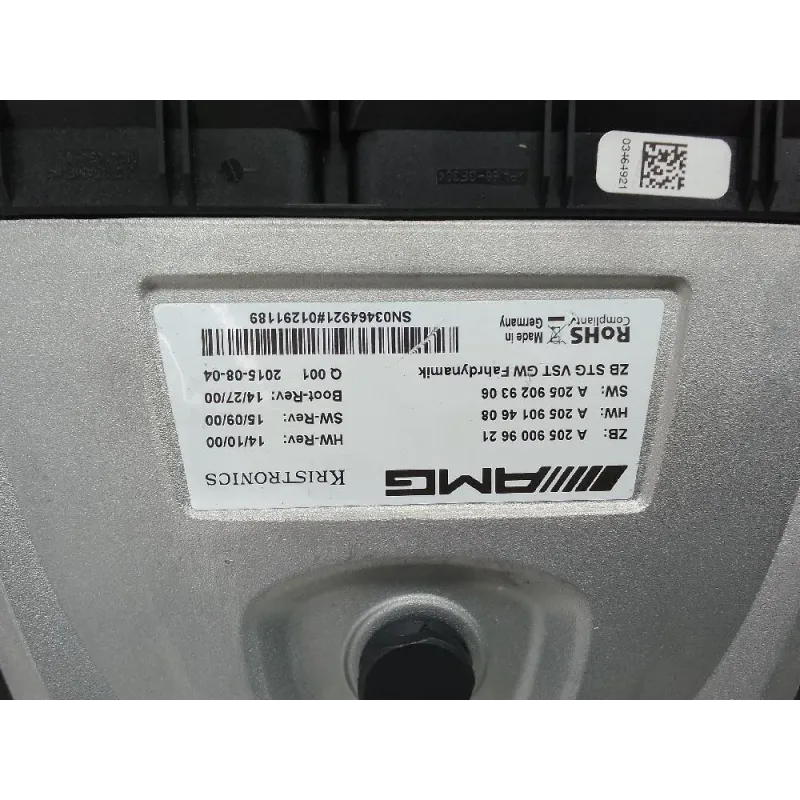 AMG
KRISTRONICS
ZB: A 205 900 96 21
HW: A 205 901 46 08
SW: A 205 902 93 06
ZB STG VST GW Fahrdynamik
HW-Rev: 14/10/00
SW-Rev: 15/09/00
Boot-Rev: 14/27/00
Q 001 2015-08-04
RoHS
Compliant
Made in
Germany
SN03464921#01291189
03464921